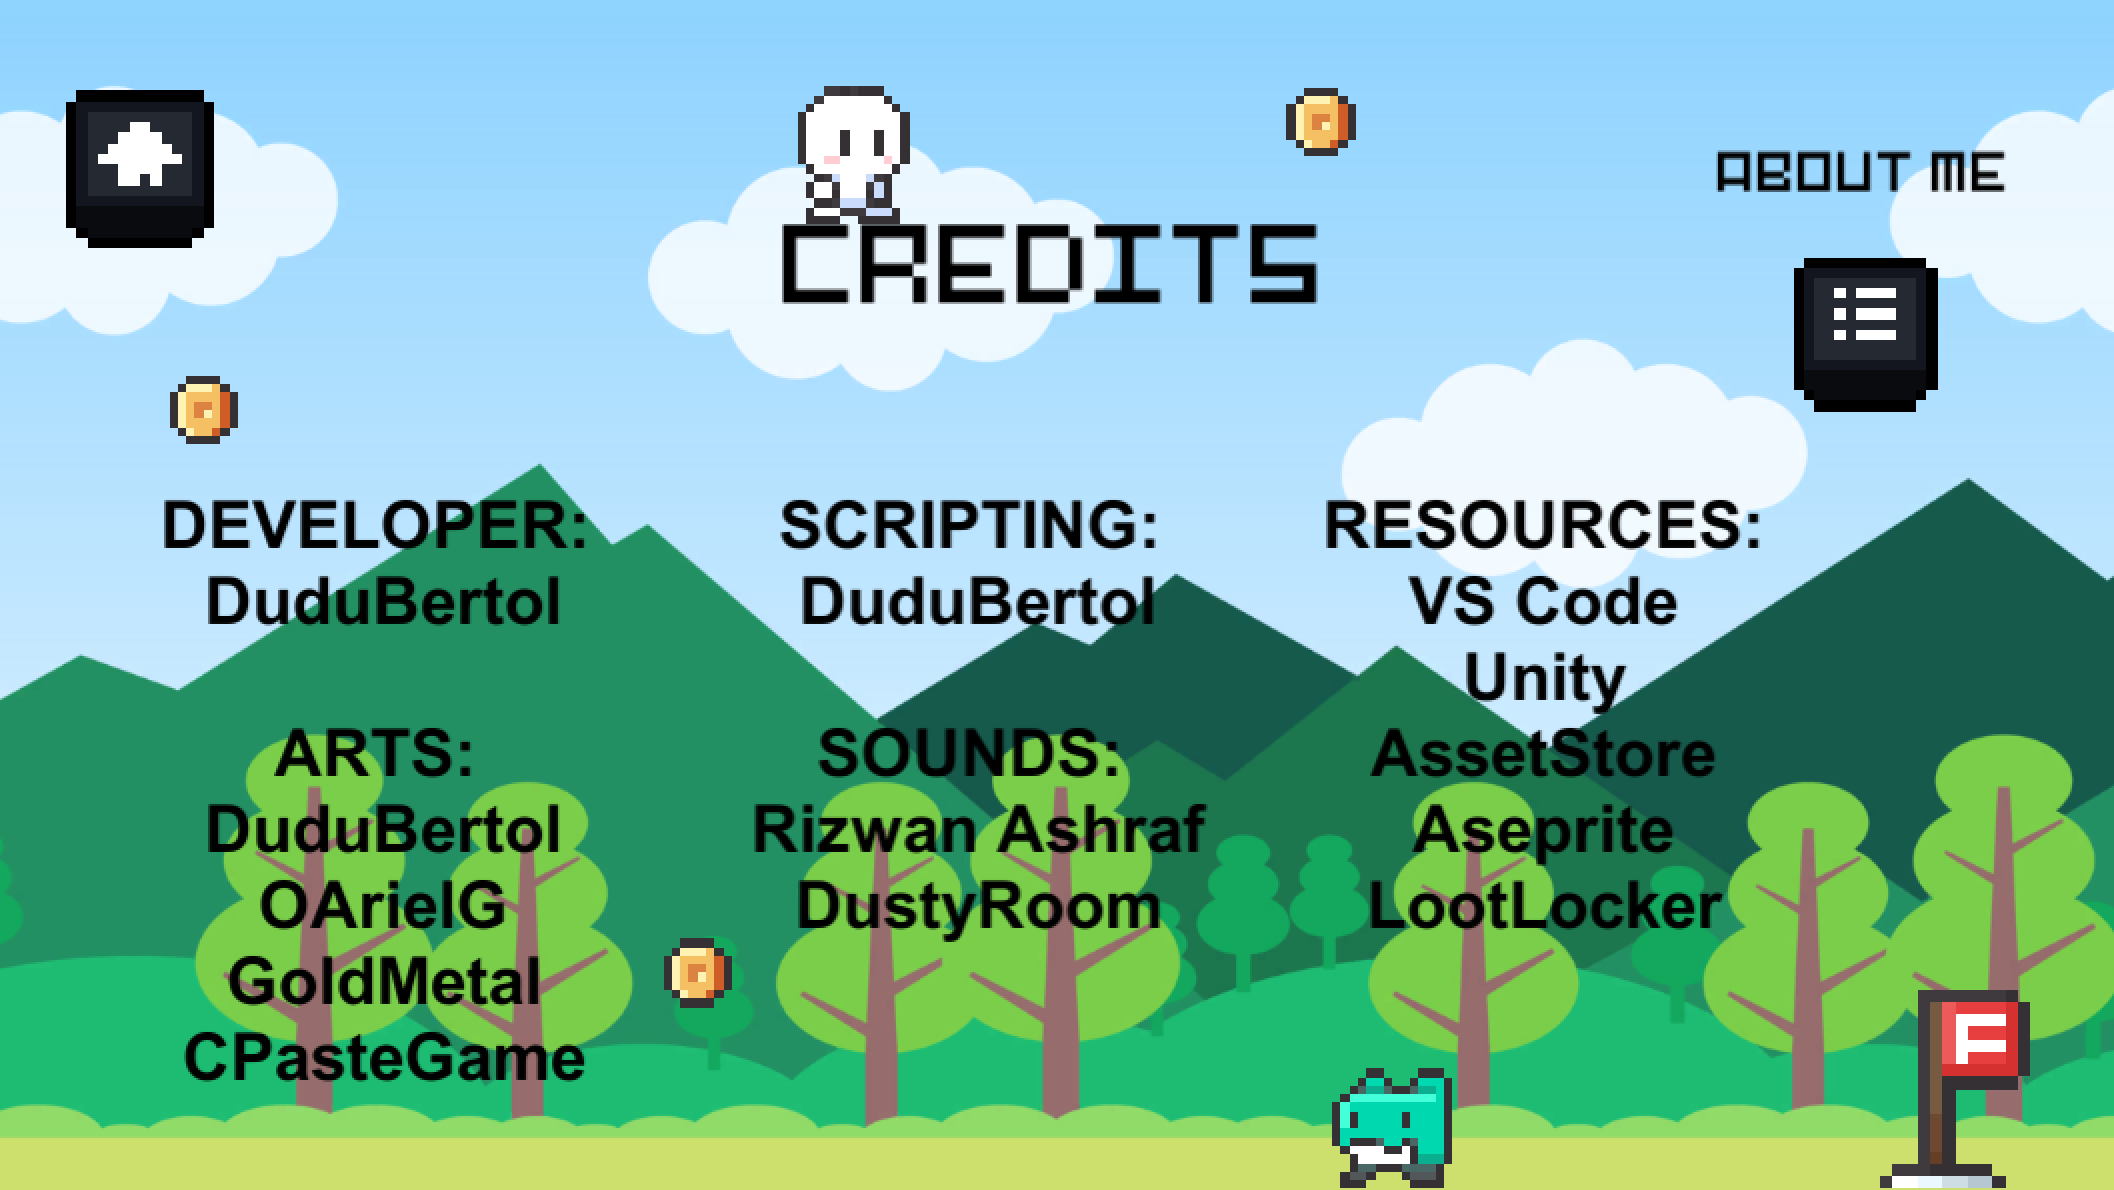 ABOUT ME
CREDITS
DEVELOPER:
DuduBertol
ARTS:
DuduBertol
OArielG
GoldMetal
CPasteGame
SCRIPTING:
DuduBertol
SOUNDS:
Rizwan Ashraf
DustyRoom
RESOURCES:
VS Code
Unity
AssetStore
Aseprite
LootLocker
F